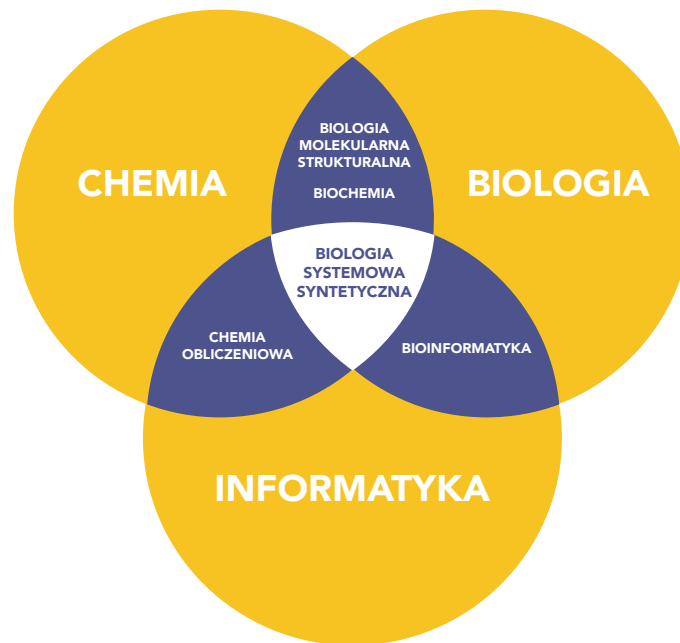 BIOLOGIA
MOLEKULARNA
STRUKTURALNA
BIOCHEMIA
CHEMIA
BIOLOGIA
BIOLOGIA
SYSTEMOWA
SYNTETYCZNA
CHEMIA
OBLICZENIOWA
BIOINFORMATYKA
INFORMATYKA